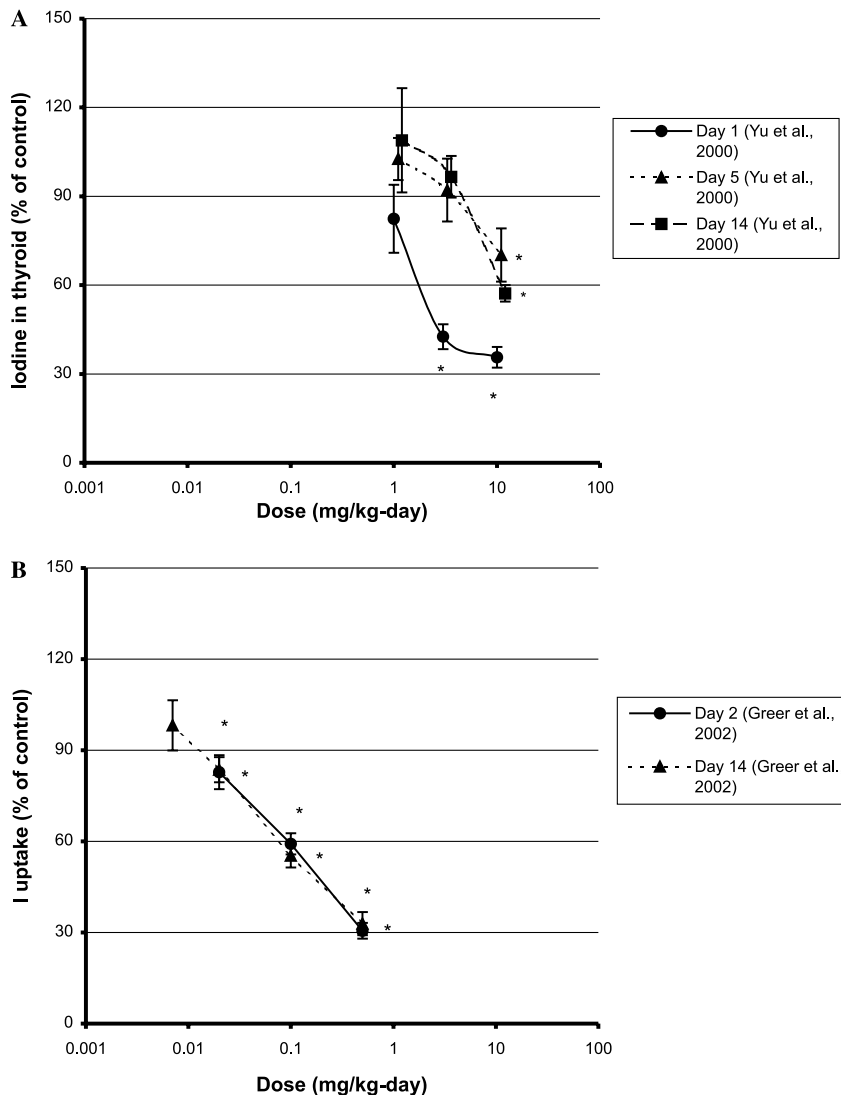 A
150
120
90
60
30
0
Iodine in thyroid (% of control)
0.001 0.01 0.1 1 10 100
Dose (mg/kg-day)
* * * *
Day 1 (Yu et al.,
2000)
Day 5 (Yu et al.,
2000)
Day 14 (Yu et al.,
2000)
B
150
120
90
60
30
0
I uptake (% of control)
0.001 0.01 0.1 1 10 100
Dose (mg/kg-day)
* * * * * *
Day 2 (Greer et al.,
2002)
Day 14 (Greer et al.
2002)